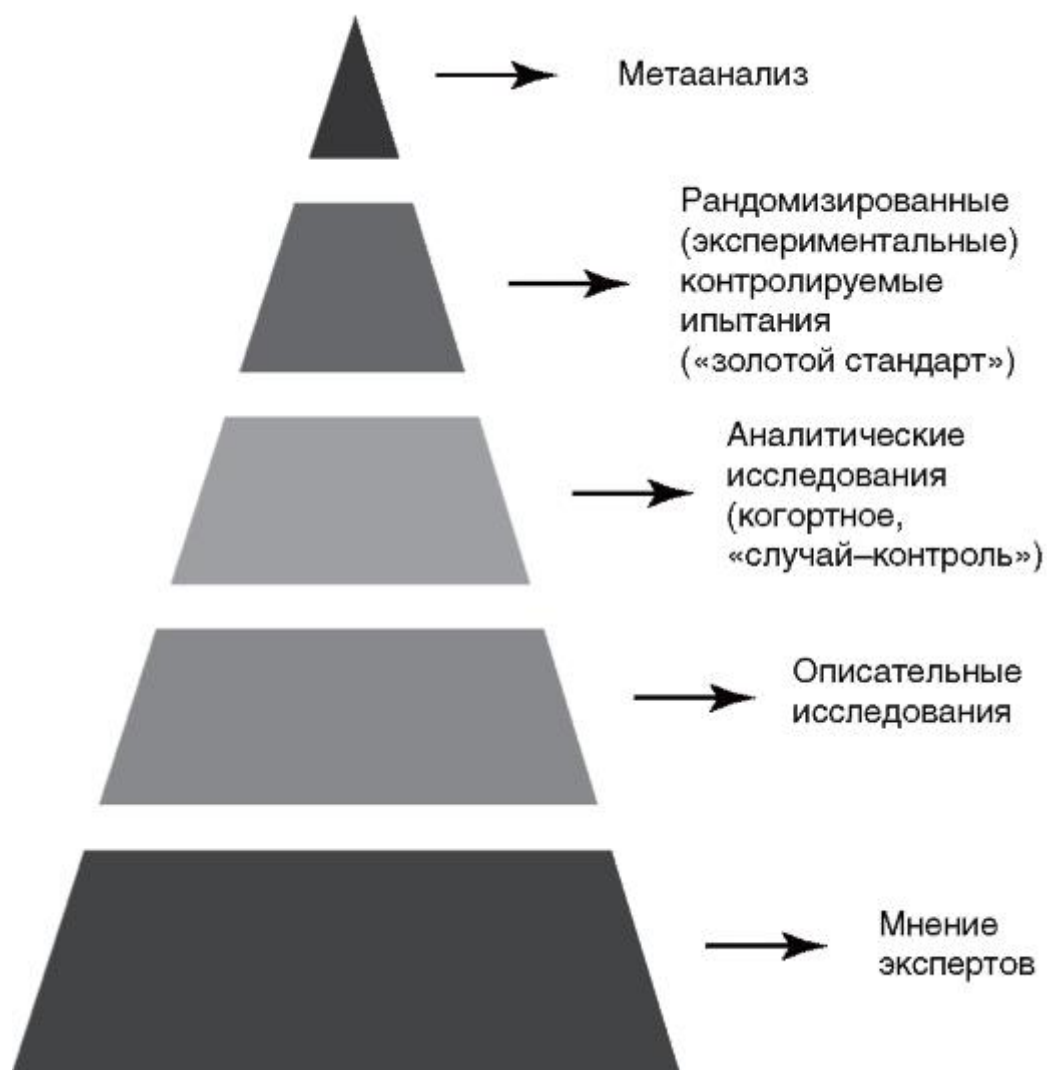 Метаанализ
Рандомизированные
(экспериментальные)
контролируемые
ипытания
(«золотой стандарт»)
Аналитические
исследования
(когортное,
«случай–контроль»)
Описательные
исследования
Мнение
экспертов